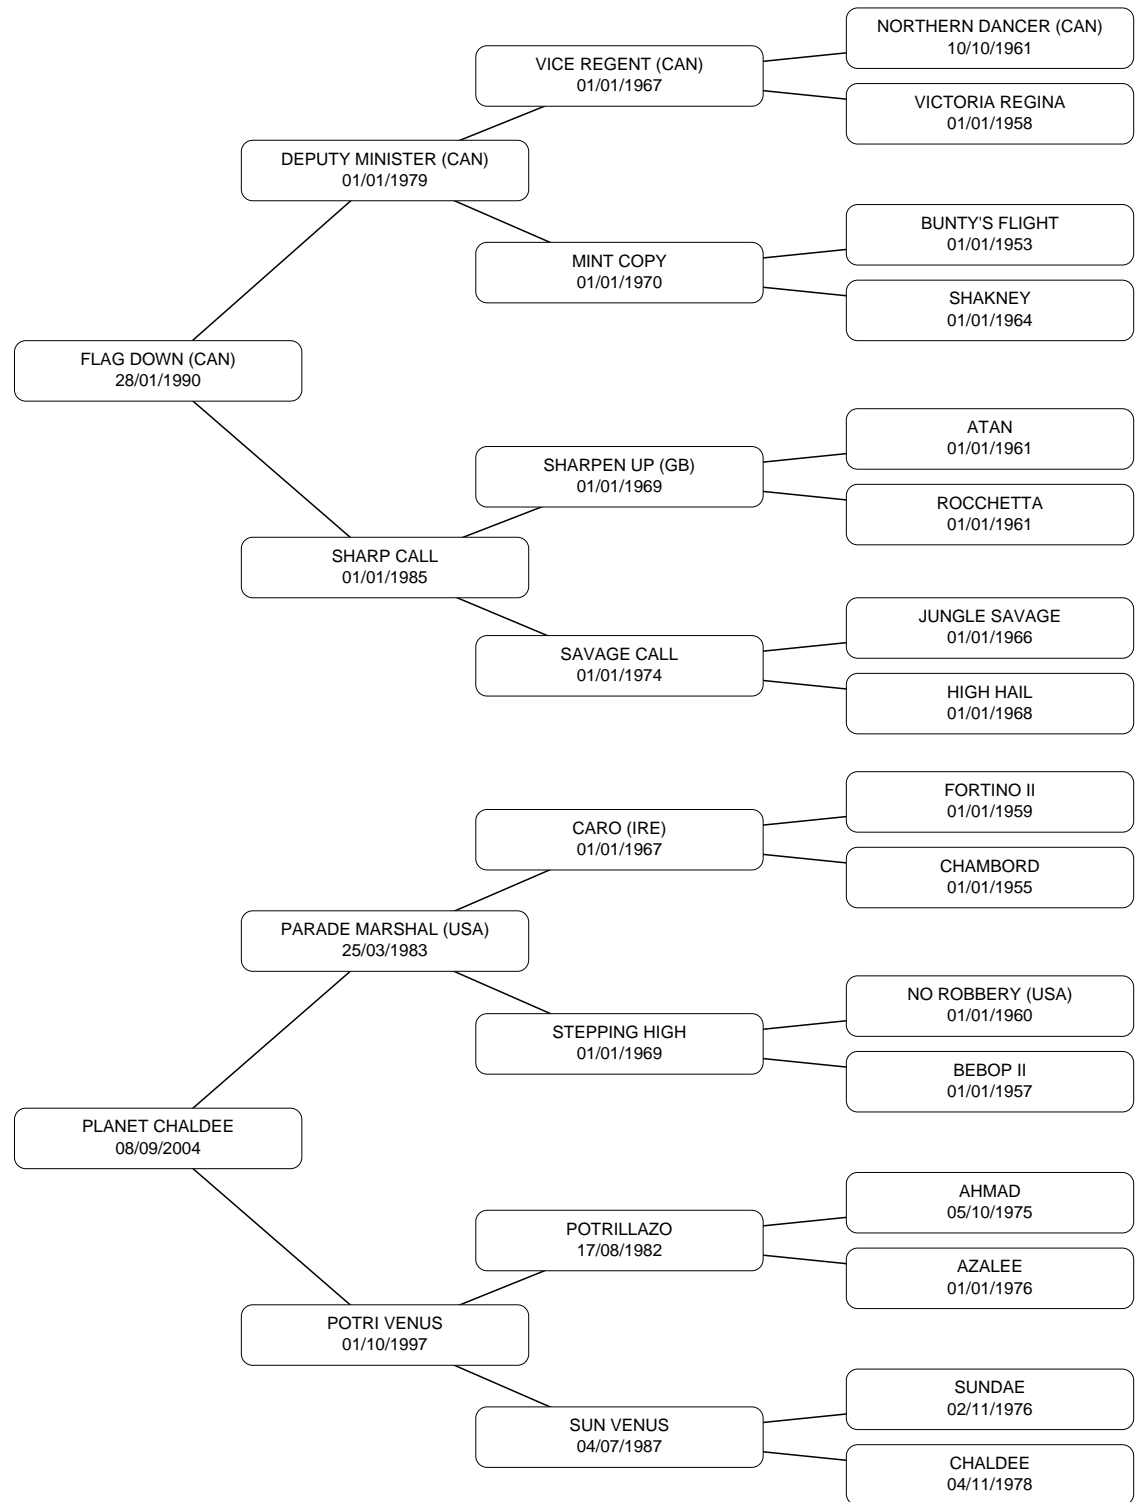 NORTHERN DANCER (CAN)
10/10/1961
VICE REGENT (CAN)
01/01/1967
VICTORIA REGINA
01/01/1958
DEPUTY MINISTER (CAN)
01/01/1979
BUNTY'S FLIGHT
01/01/1953
MINT COPY
01/01/1970
SHAKNEY
01/01/1964
FLAG DOWN (CAN)
28/01/1990
ATAN
01/01/1961
SHARPEN UP (GB)
01/01/1969
ROCCHETTA
01/01/1961
SHARP CALL
01/01/1985
JUNGLE SAVAGE
01/01/1966
SAVAGE CALL
01/01/1974
HIGH HAIL
01/01/1968
FORTINO II
01/01/1959
CARO (IRE)
01/01/1967
CHAMBORD
01/01/1955
PARADE MARSHAL (USA)
25/03/1983
NO ROBBERY (USA)
01/01/1960
STEPPING HIGH
01/01/1969
BEBOP II
01/01/1957
PLANET CHALDEE
08/09/2004
AHMAD
05/10/1975
POTRILLAZO
17/08/1982
AZALEE
01/01/1976
POTRI VENUS
01/10/1997
SUNDAE
02/11/1976
SUN VENUS
04/07/1987
CHALDEE
04/11/1978